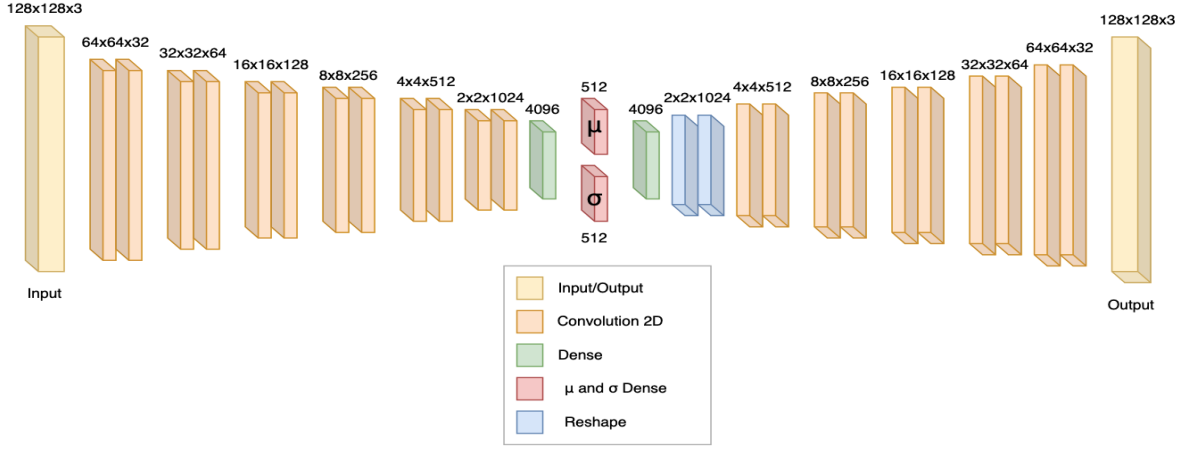 128x128x3
64x64x32
32x32x64
16x16x128
8x8x256
4x4x512
2x2x1024
4096
512
μ
σ
512
4096
2x2x1024
4x4x512
8x8x256
16x16x128
32x32x64
64x64x32
128x128x3
Input
Output
Input/Output
Convolution 2D
Dense
μ and σ Dense
Reshape